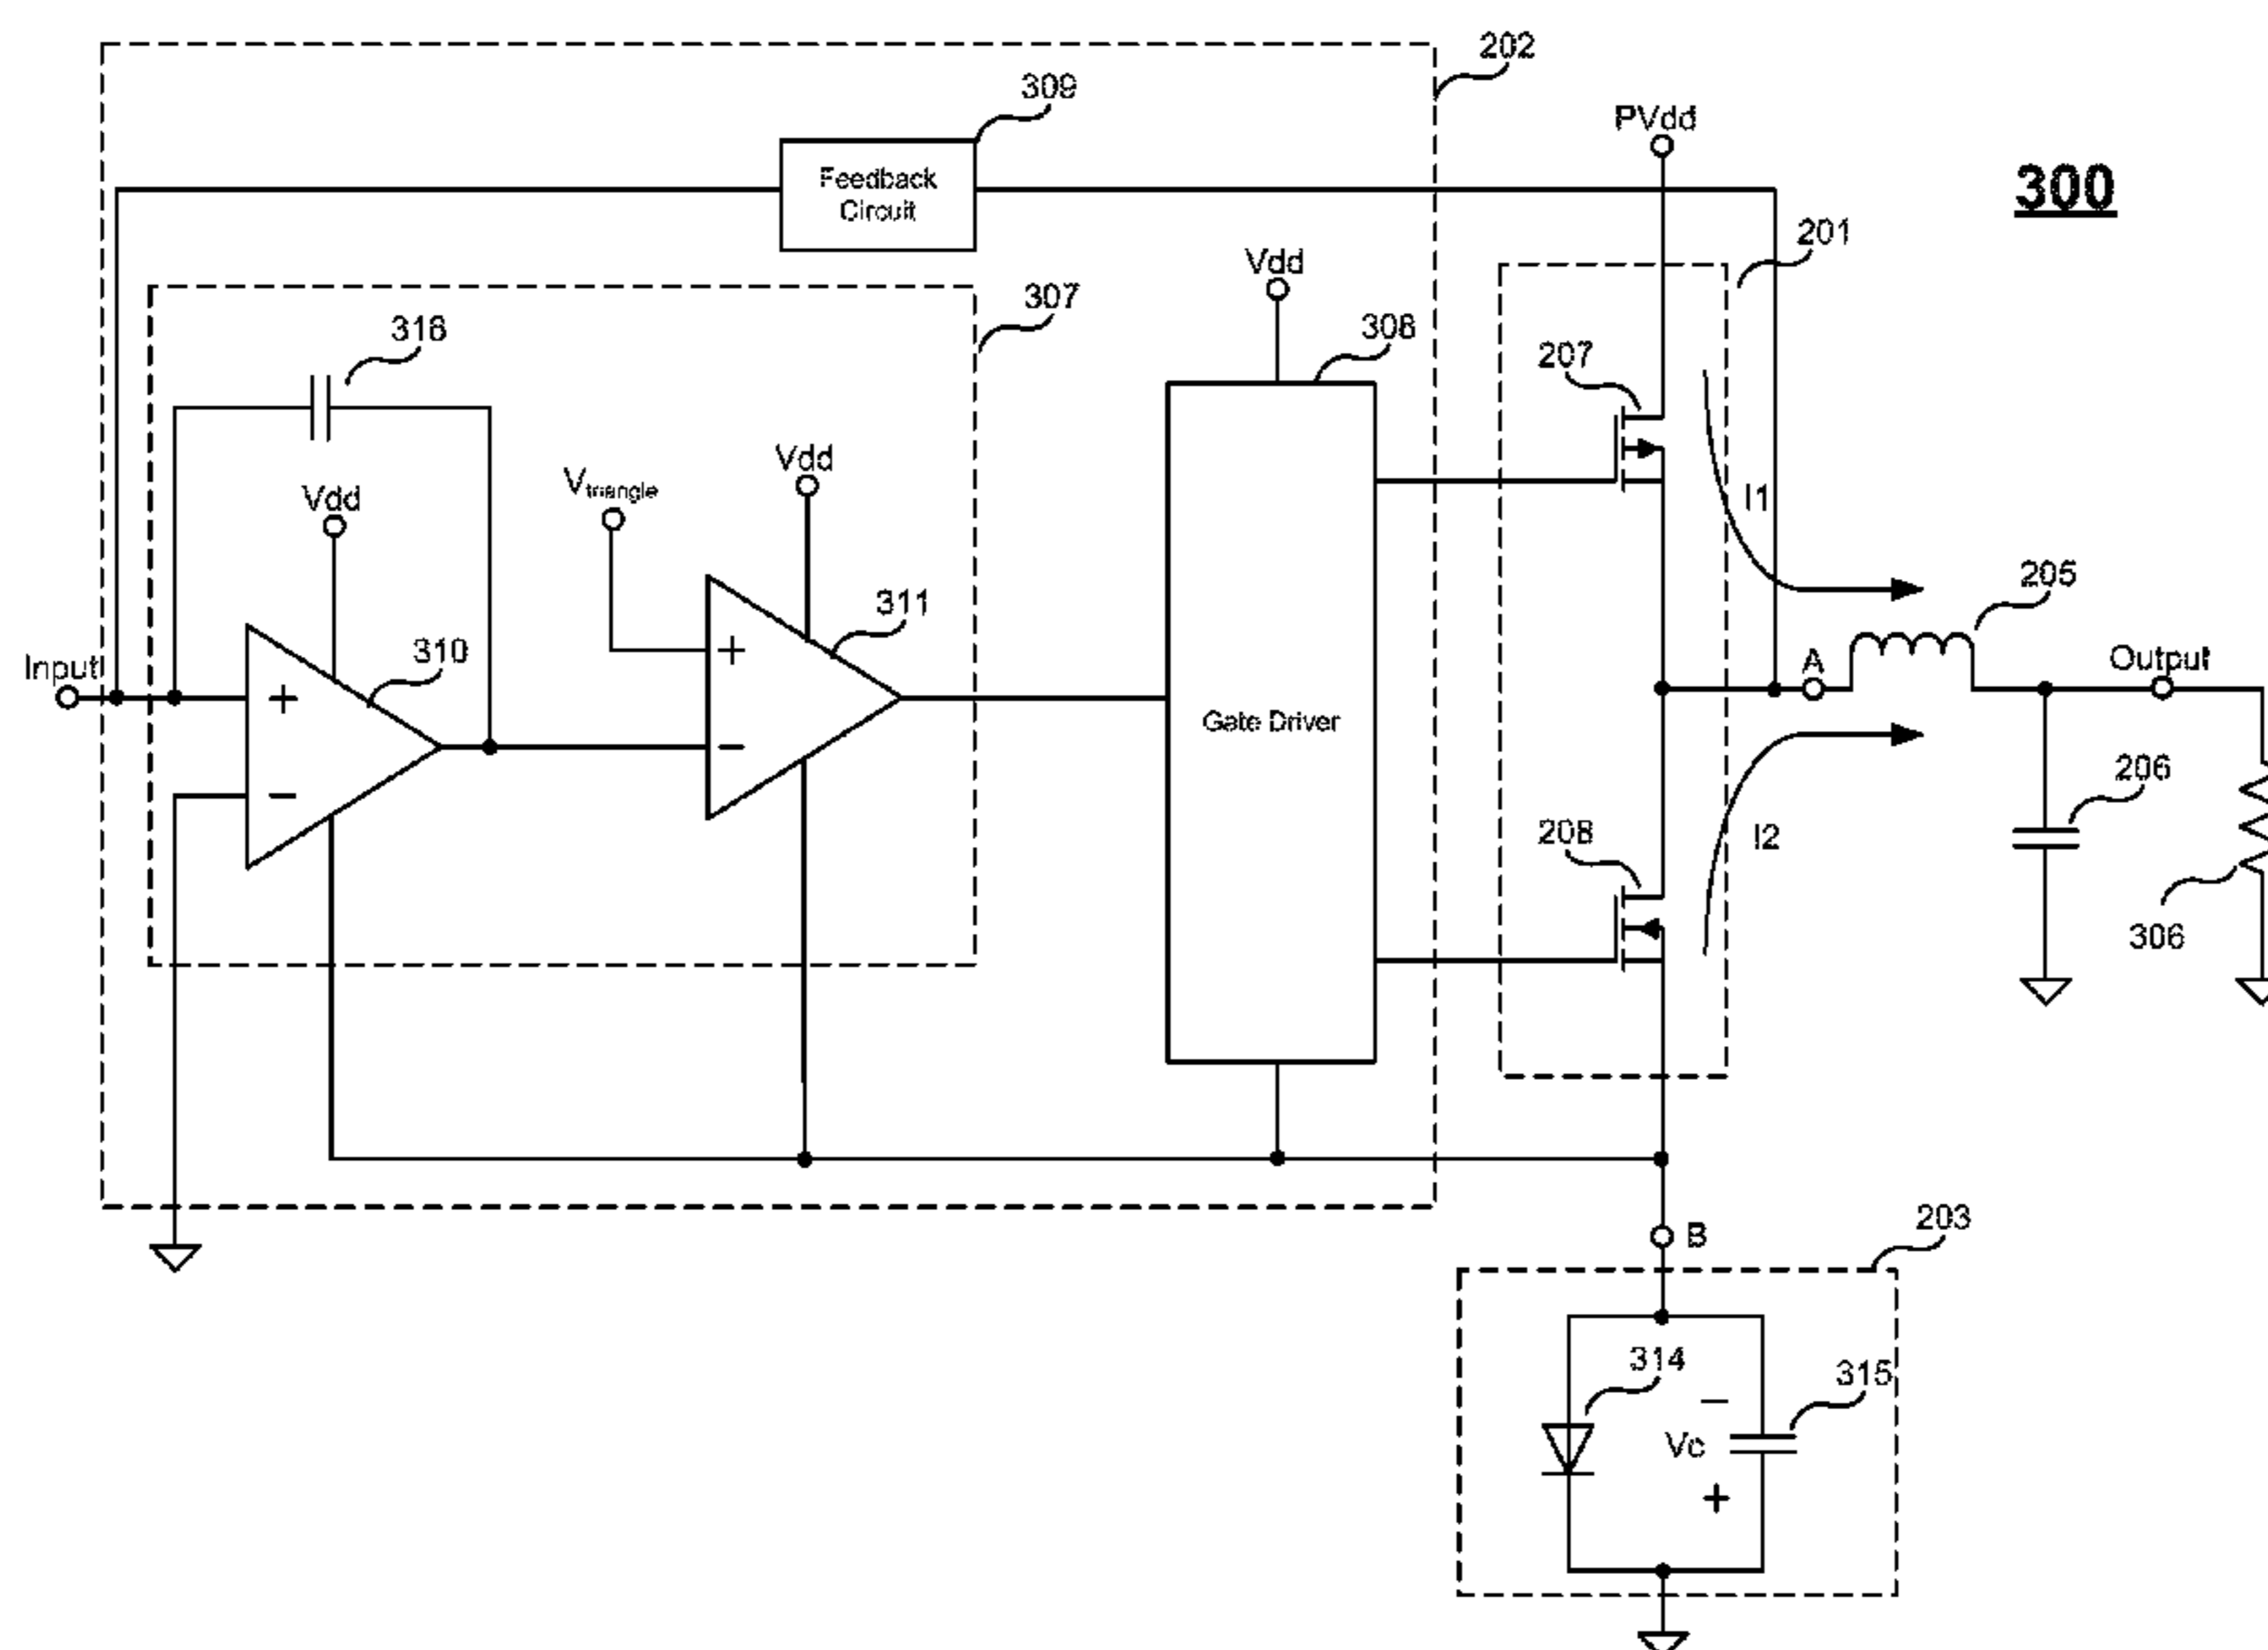 202
309
PVdd
Feedback
Circuit
300
201
Vdd
307
316
308
207
Vdd
Vtriangle
Vdd
I1
205
311
Input
+
310
+
A
Output
−
Gate Driver
−
206
208
I2
306
B
203
314
315
−
Vc
+